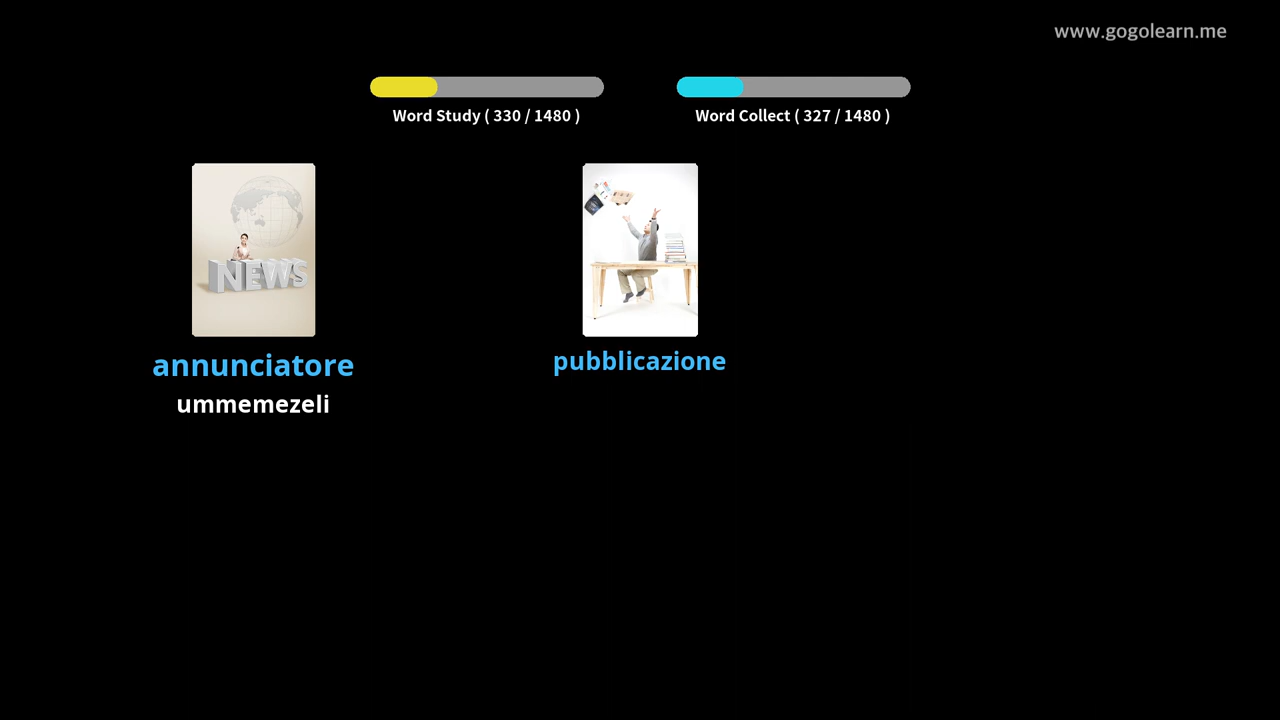 www.gogolearn.me
Word Study ( 330 / 1480 )
Word Collect ( 327 / 1480 )
NEWS
annunciatore
ummemezeli
pubblicazione